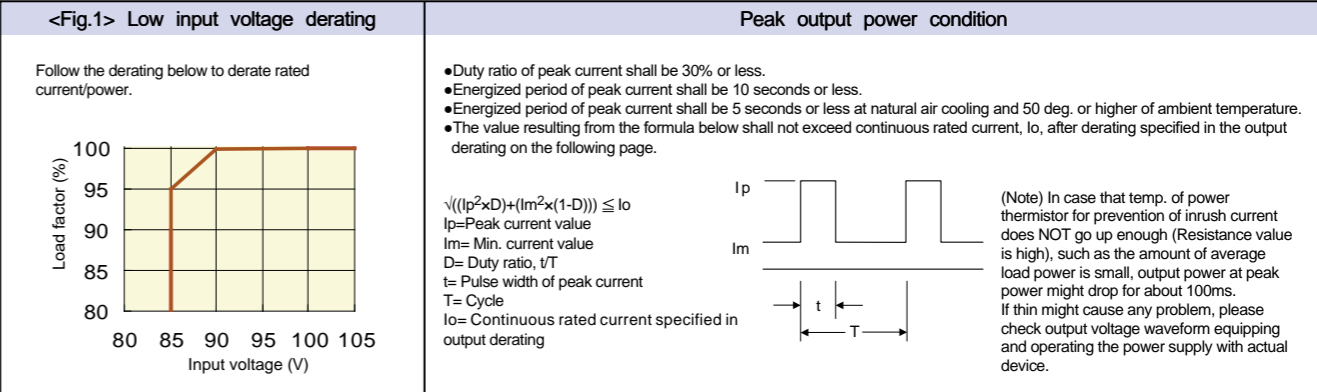 <Fig.1> Low input voltage derating
Follow the derating below to derate rated
current/power.
100
95
90
85
80
Load factor (%)
80 85 90 95 100 105
Input voltage (V)
Peak output power condition
●Duty ratio of peak current shall be 30% or less.
●Energized period of peak current shall be 10 seconds or less.
●Energized period of peak current shall be 5 seconds or less at natural air cooling and 50 deg. or higher of ambient temperature.
●The value resulting from the formula below shall not exceed continuous rated current, Io, after derating specified in the output
derating on the following page.
√((Ip²×D)+(Im²×(1-D))) ≦ Io
Ip=Peak current value
Im= Min. current value
D= Duty ratio, t/T
t= Pulse width of peak current
T= Cycle
Io= Continuous rated current specified in
output derating
Ip
Im
t
T
(Note) In case that temp. of power
thermistor for prevention of inrush current
does NOT go up enough (Resistance value
is high), such as the amount of average
load power is small, output power at peak
power might drop for about 100ms.
If thin might cause any problem, please
check output voltage waveform equipping
and operating the power supply with actual
device.